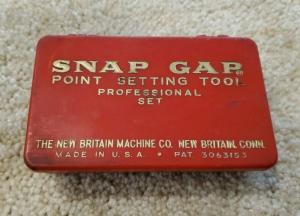 SNAP GAP ®
POINT SETTING TOOL
PROFESSIONAL
SET
THE NEW BRITAIN MACHINE CO. NEW BRITAIN, CONN.
MADE IN U.S.A. • PAT 3063153